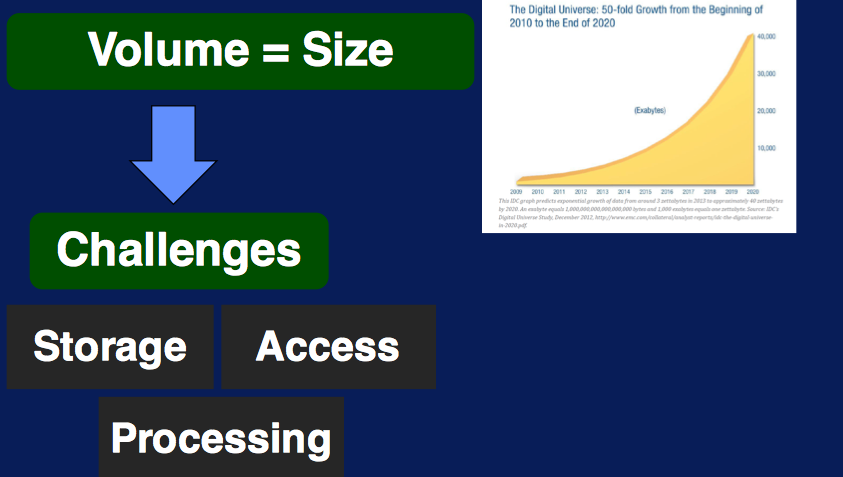 Volume = Size
Challenges
Storage
Access
Processing
The Digital Universe: 50-fold Growth from the Beginning of
2010 to the End of 2020
40,000
30,000
(Exabytes)
20,000
10,000
2009 2010 2011 2012 2013 2014 2015 2016 2017 2018 2019 2020
This IDC graph predicts exponential growth of data from around 3 zettabytes in 2013 to approximately 40 zettabytes
by 2020. An exabyte equals 1,000,000,000,000,000,000 bytes and 1,000 exabytes equals one zettabyte. Source: IDC's
Digital Universe Study, December 2012, http://www.emc.com/collateral/analyst-reports/idc-the-digital-universe-
in-2020.pdf.